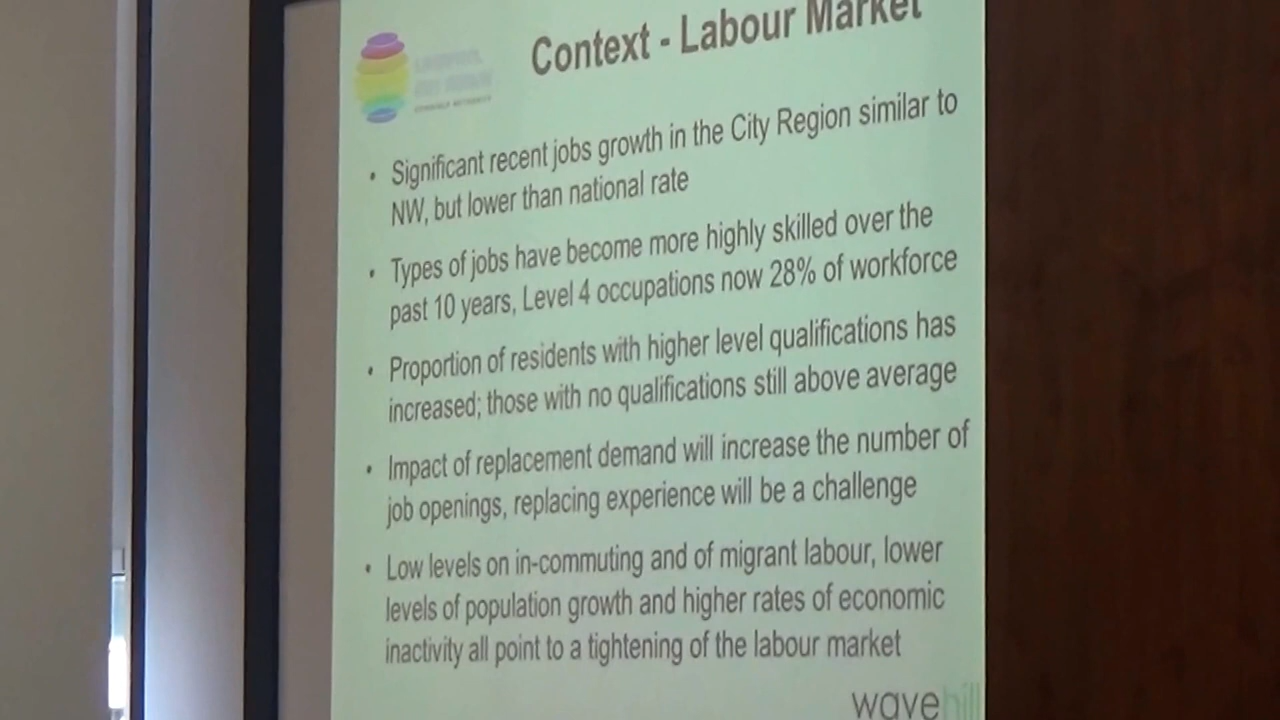 Context - Labour Market
• Significant recent jobs growth in the City Region similar to
NW, but lower than national rate
• Types of jobs have become more highly skilled over the
past 10 years, Level 4 occupations now 28% of workforce
• Proportion of residents with higher level qualifications has
increased; those with no qualifications still above average
• Impact of replacement demand will increase the number of
job openings, replacing experience will be a challenge
• Low levels on in-commuting and of migrant labour, lower
levels of population growth and higher rates of economic
inactivity all point to a tightening of the labour market
wavehill